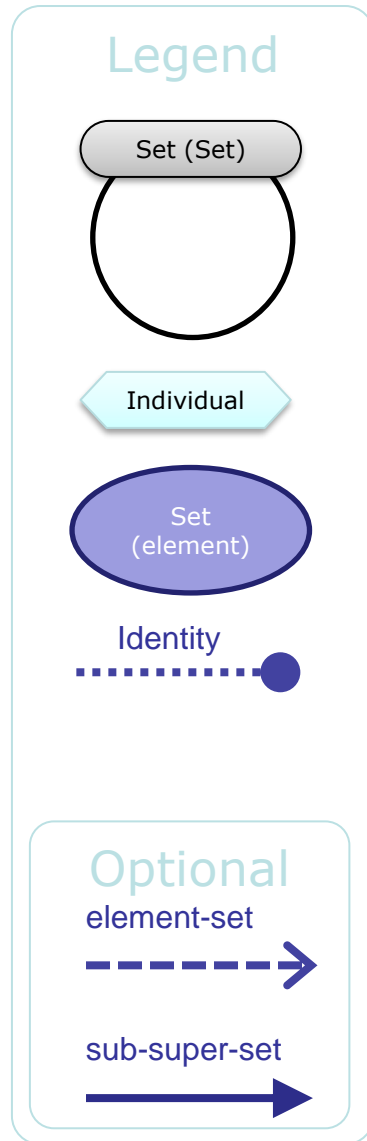 Legend
Set (Set)
Individual
Set
(element)
Identity
Optional
element-set
sub-super-set